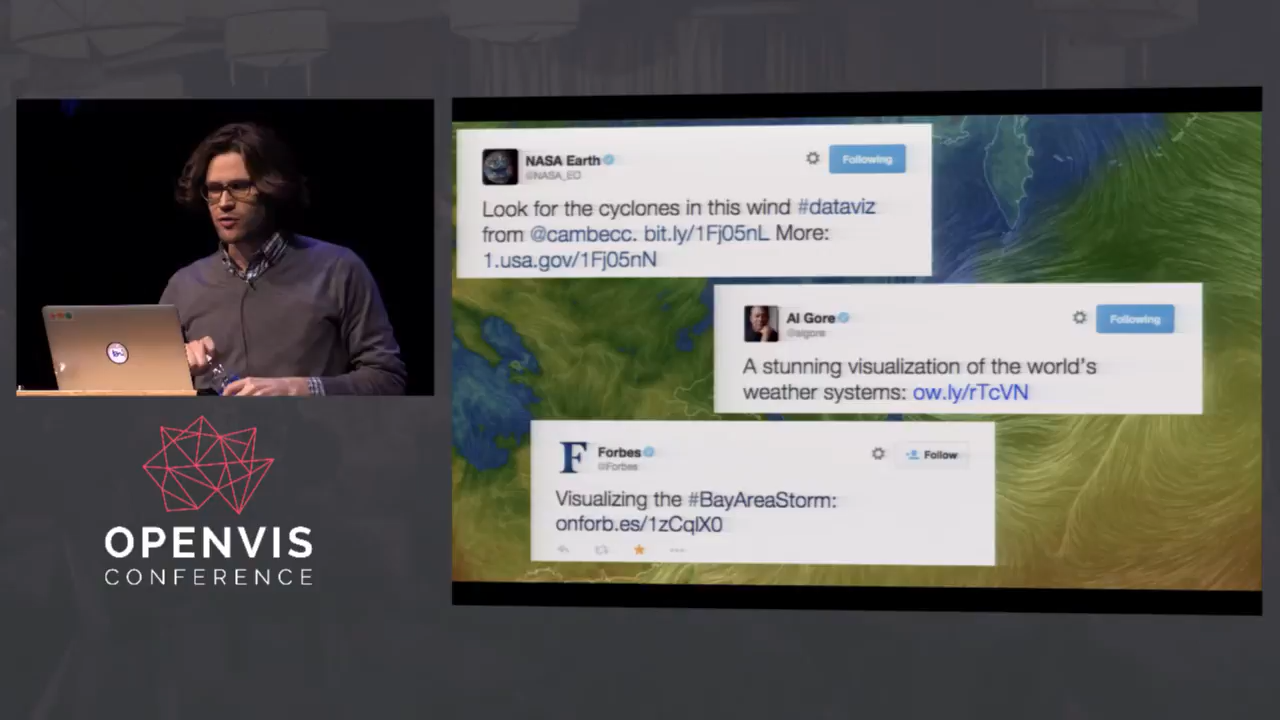 NASA Earth
@NASA_EO
Following
Look for the cyclones in this wind #dataviz
from @cambecc. bit.ly/1Fj05nL More:
1.usa.gov/1Fj05nN
Al Gore
@algore
Following
A stunning visualization of the world's
weather systems: ow.ly/rTcVN
F
Forbes
@Forbes
Follow
Visualizing the #BayAreaStorm:
onforb.es/1zCqlX0
OPENVIS
CONFERENCE